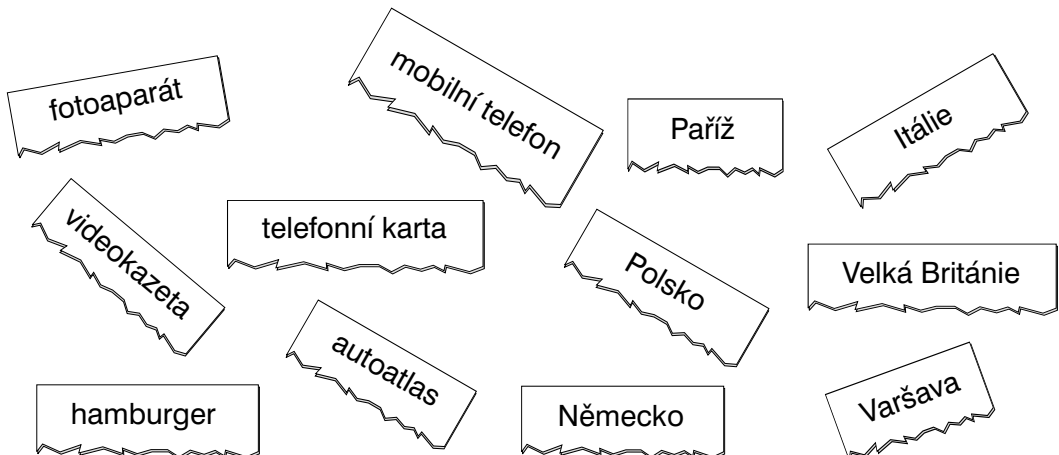 fotoaparát
mobilní telefon
Paříž
Itálie
videokazeta
telefonní karta
Polsko
Velká Británie
autoatlas
hamburger
Německo
Varšava